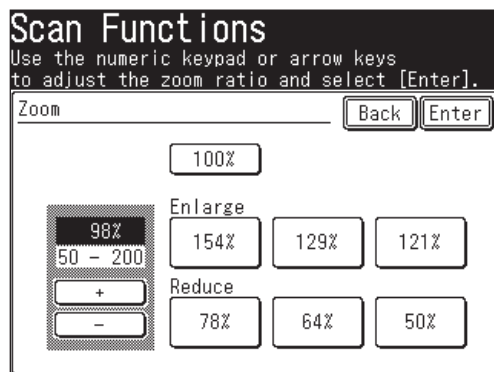 Scan Functions
Use the numeric keypad or arrow keys
to adjust the zoom ratio and select [Enter].
Zoom
Back Enter
100%
Enlarge
98%
154% 129% 121%
50 - 200
+
Reduce
-
78% 64% 50%